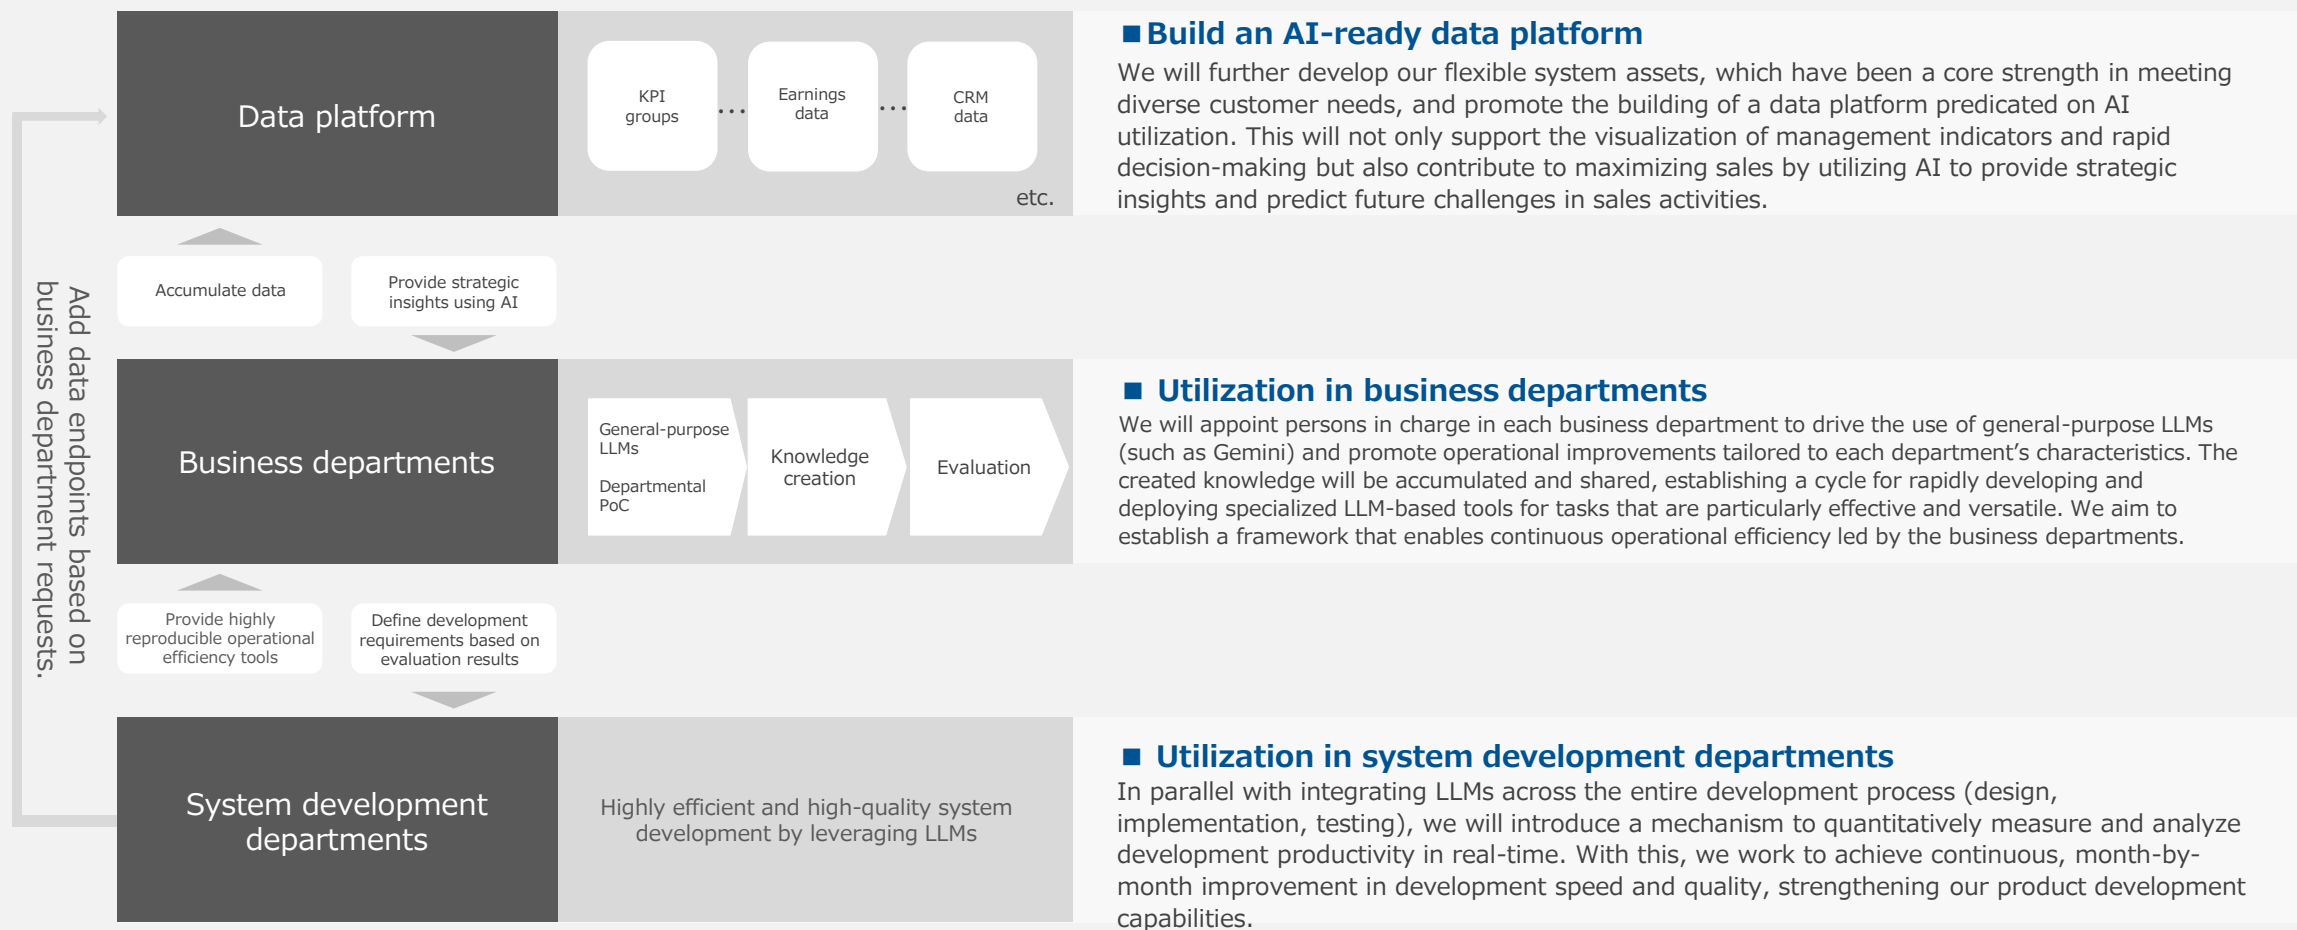 Data platform
KPI
groups
...
Earnings
data
...
CRM
data
etc.
■Build an AI-ready data platform
We will further develop our flexible system assets, which have been a core strength in meeting
diverse customer needs, and promote the building of a data platform predicated on AI
utilization. This will not only support the visualization of management indicators and rapid
decision-making but also contribute to maximizing sales by utilizing AI to provide strategic
insights and predict future challenges in sales activities.
Accumulate data
Provide strategic
insights using AI
Add data endpoints based on
business department requests.
Business departments
General-purpose
LLMs
Departmental
PoC
Knowledge
creation
Evaluation
■ Utilization in business departments
We will appoint persons in charge in each business department to drive the use of general-purpose LLMs
(such as Gemini) and promote operational improvements tailored to each department’s characteristics. The
created knowledge will be accumulated and shared, establishing a cycle for rapidly developing and
deploying specialized LLM-based tools for tasks that are particularly effective and versatile. We aim to
establish a framework that enables continuous operational efficiency led by the business departments.
Provide highly
reproducible operational
efficiency tools
Define development
requirements based on
evaluation results
System development
departments
Highly efficient and high-quality system
development by leveraging LLMs
■ Utilization in system development departments
In parallel with integrating LLMs across the entire development process (design,
implementation, testing), we will introduce a mechanism to quantitatively measure and analyze
development productivity in real-time. With this, we work to achieve continuous, month-by-
month improvement in development speed and quality, strengthening our product development
capabilities.